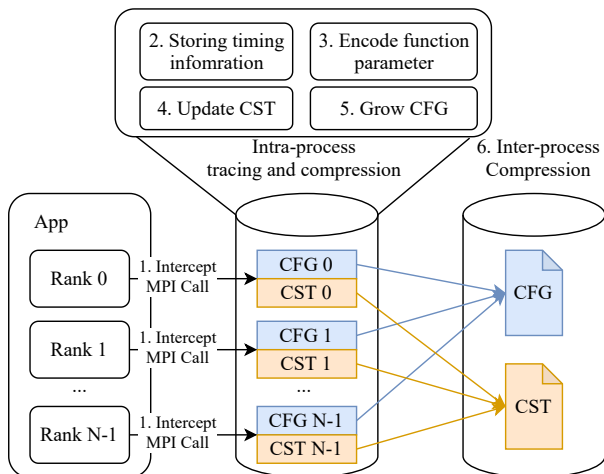 2. Storing timing
infomration
3. Encode function
parameter
4. Update CST
5. Grow CFG
Intra-process
tracing and compression
6. Inter-process
Compression
App
Rank 0
1. Intercept
MPI Call
CFG 0
CST 0
Rank 1
1. Intercept
MPI Call
CFG 1
CST 1
...
...
Rank N-1
1. Intercept
MPI Call
CFG N-1
CST N-1
CFG
CST